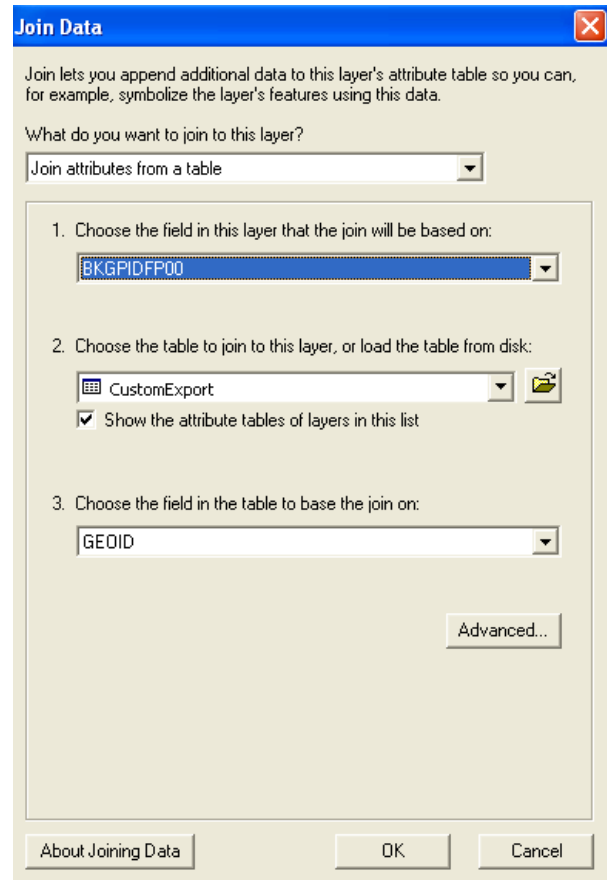 Join Data
Join lets you append additional data to this layer's attribute table so you can,
for example, symbolize the layer's features using this data.
What do you want to join to this layer?
Join attributes from a table
1. Choose the field in this layer that the join will be based on:
BKGPIDFP00
2. Choose the table to join to this layer, or load the table from disk:
CustomExport
Show the attribute tables of layers in this list
3. Choose the field in the table to base the join on:
GEOID
Advanced...
About Joining Data
OK
Cancel